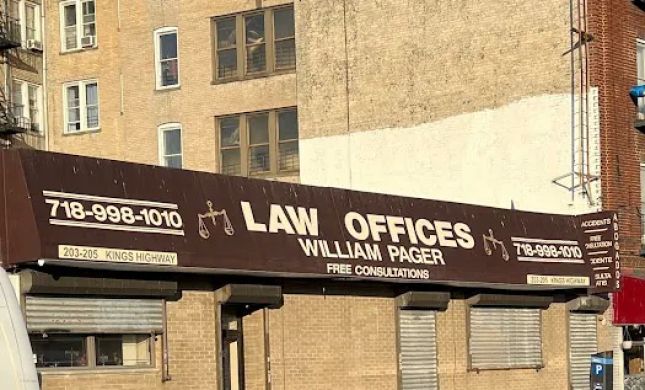 718-998-1010
203-205 KINGS HIGHWAY
LAW OFFICES
WILLIAM PAGER
FREE CONSULTATIONS
718-998-1010
203-205 KINGS HIGHWAY
ACCIDENTS
FREE